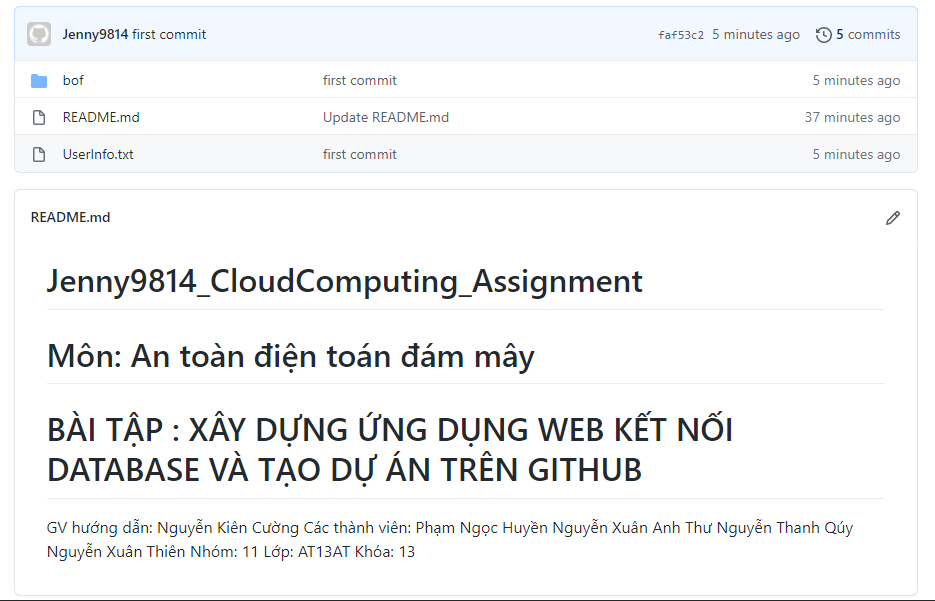 Jenny9814 first commit faf53c2 5 minutes ago 5 commits
bof first commit 5 minutes ago
README.md Update README.md 37 minutes ago
UserInfo.txt first commit 5 minutes ago
README.md
Jenny9814_CloudComputing_Assignment
Môn: An toàn điện toán đám mây
BÀI TẬP : XÂY DỰNG ỨNG DỤNG WEB KẾT NỐI
DATABASE VÀ TẠO DỰ ÁN TRÊN GITHUB
GV hướng dẫn: Nguyễn Kiên Cường Các thành viên: Phạm Ngọc Huyền Nguyễn Xuân Anh Thư Nguyễn Thanh Qúy
Nguyễn Xuân Thiên Nhóm: 11 Lớp: AT13AT Khóa: 13